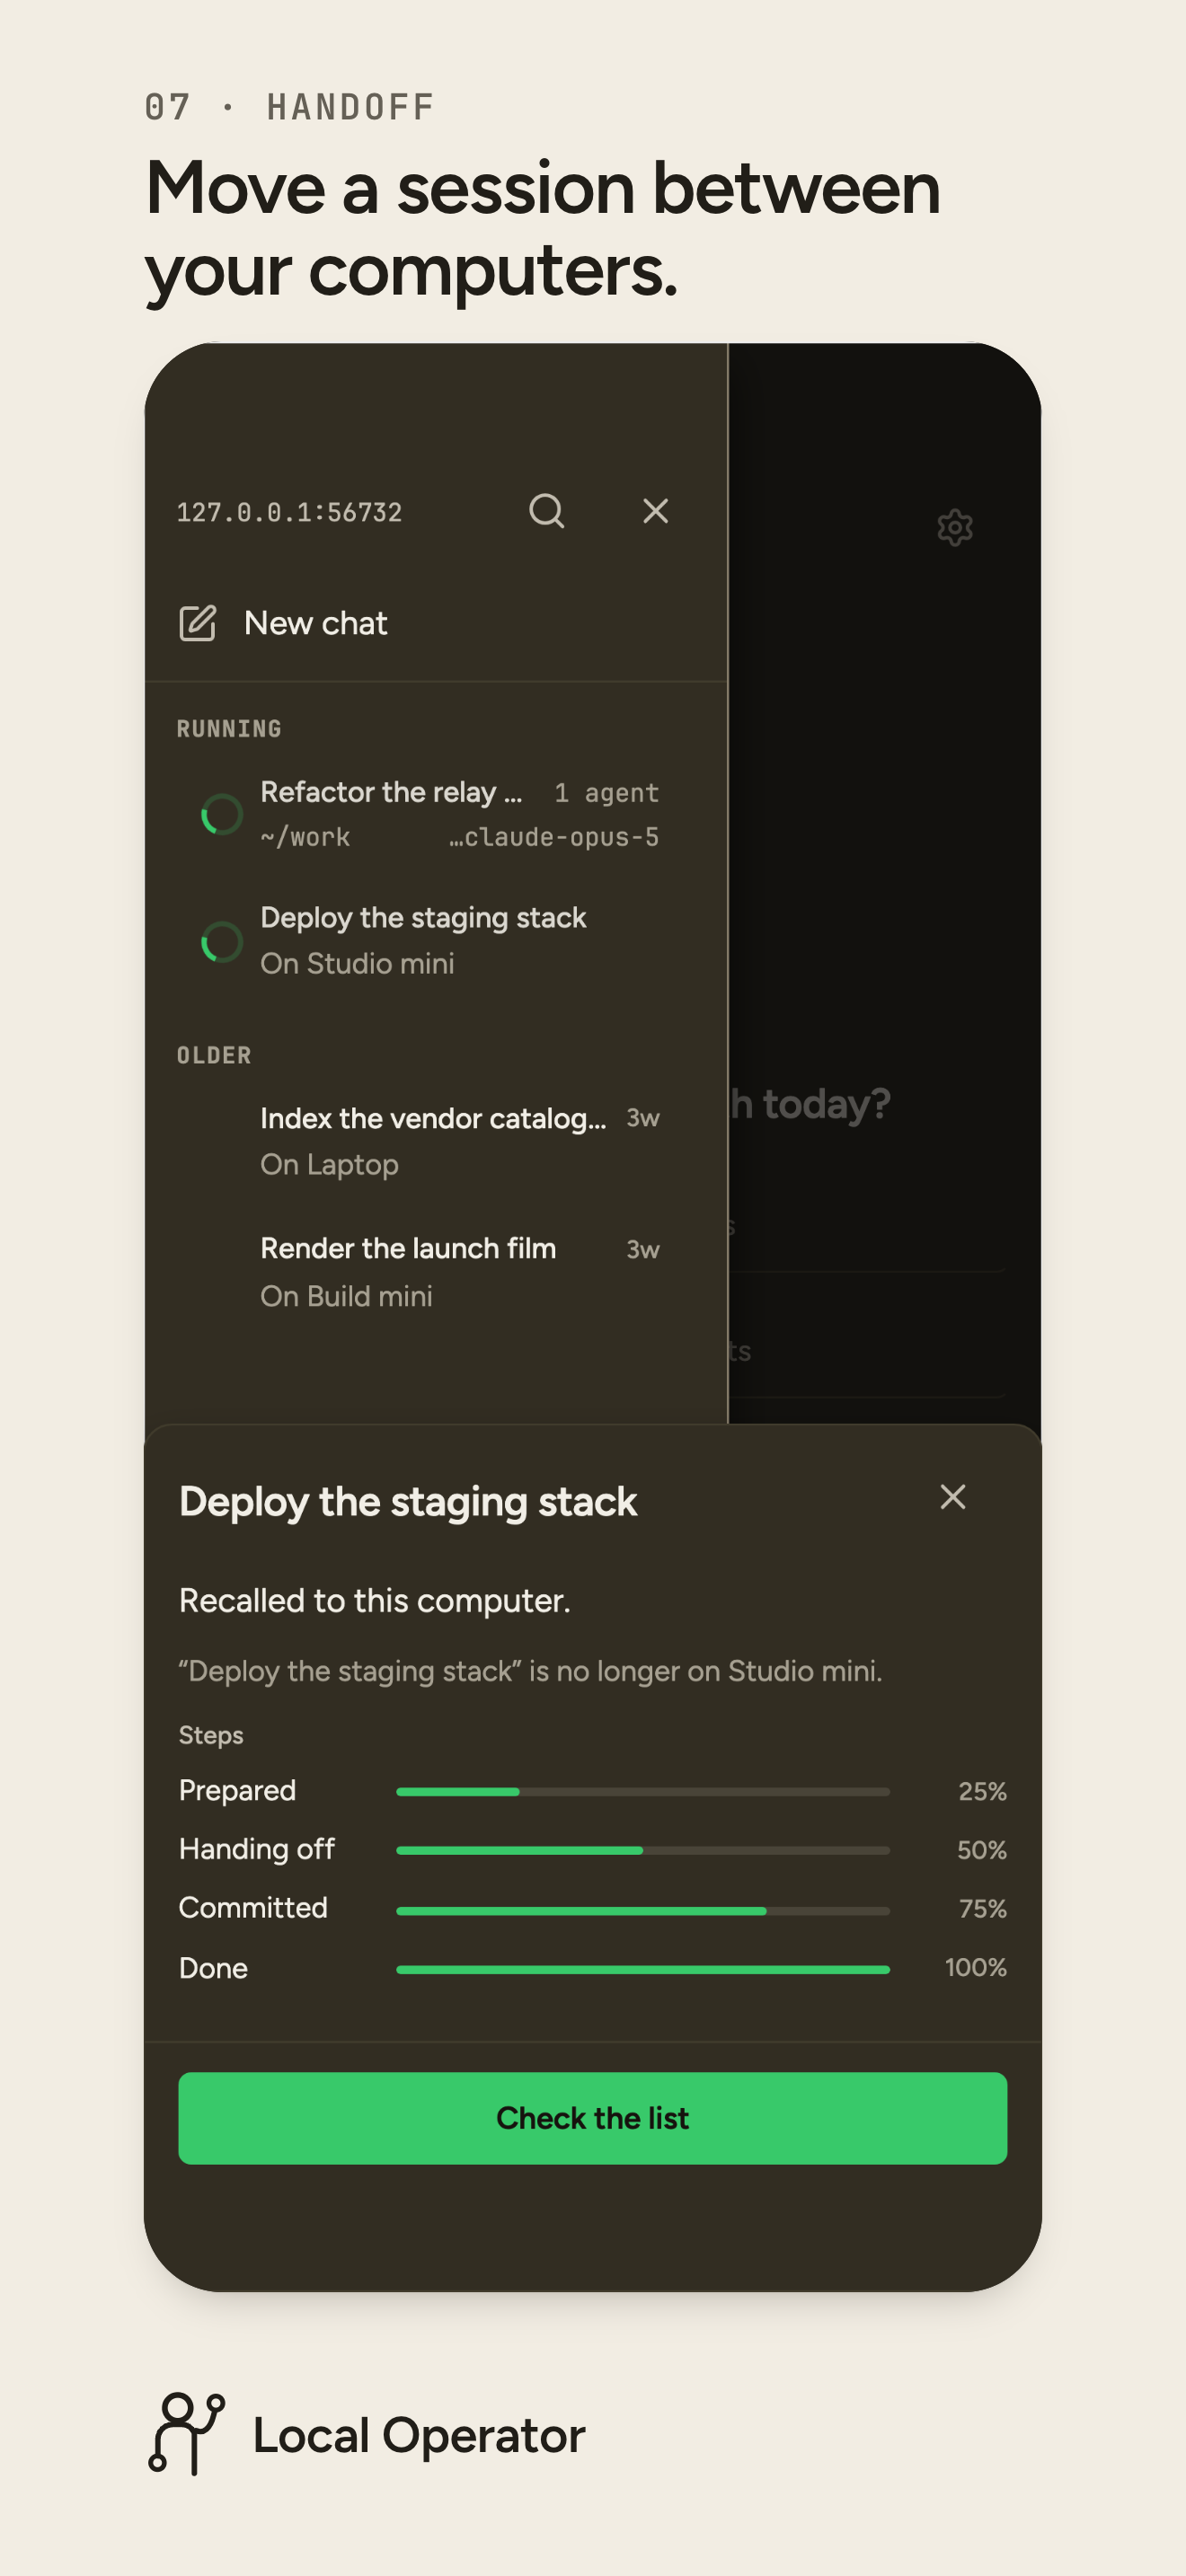 07 · HANDOFF
Move a session between
your computers.
127.0.0.1:56732
New chat
RUNNING
Refactor the relay ... 1 agent
~/work …claude-opus-5
Deploy the staging stack
On Studio mini
OLDER
Index the vendor catalog... 3w
On Laptop
h today?
Render the launch film 3w
On Build mini
ts
Deploy the staging stack
Recalled to this computer.
“Deploy the staging stack” is no longer on Studio mini.
Steps
Prepared 25%
Handing off 50%
Committed 75%
Done 100%
Check the list
Local Operator